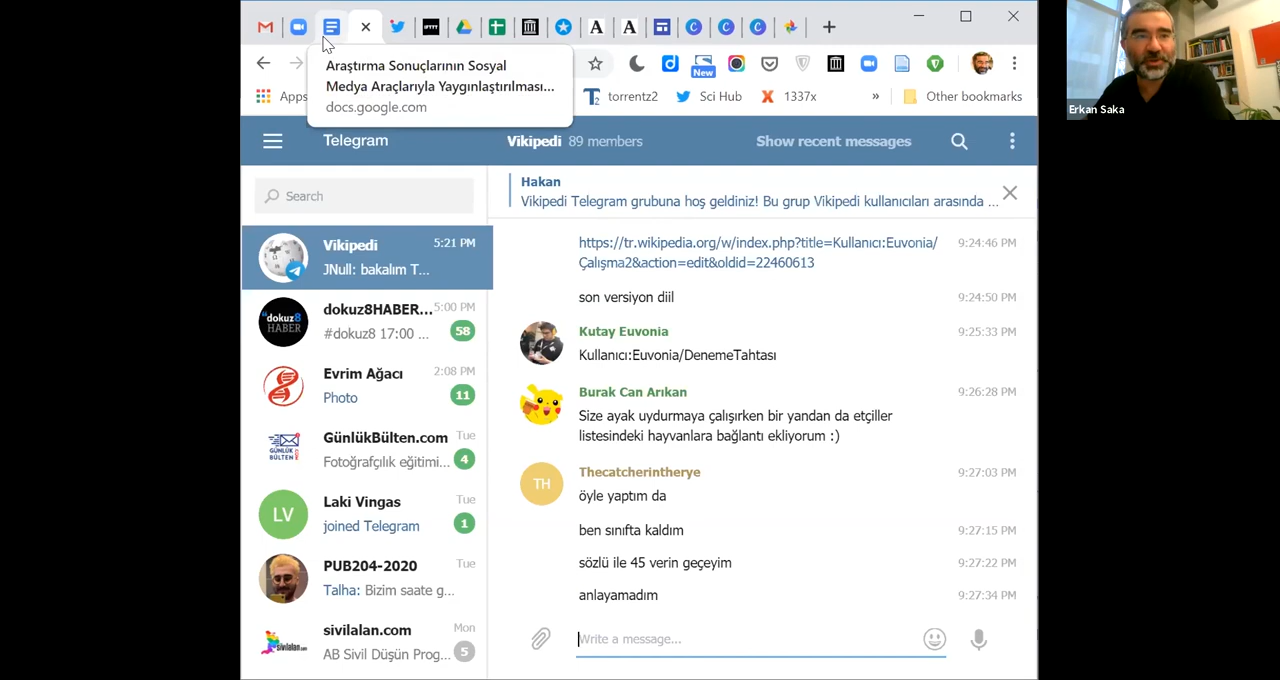 Araştırma Sonuçlarının Sosyal
Medya Araçlarıyla Yaygınlaştırılması...
docs.google.com
New
Apps
torrentz2
Sci Hub
1337x
»
Other bookmarks
Erkan Saka
Telegram
Vikipedi 89 members
Show recent messages
Search
Hakan
Vikipedi Telegram grubuna hoş geldiniz! Bu grup Vikipedi kullanıcıları arasında ...
Vikipedi 5:21 PM
JNull: bakalım T...
dokuz8HABER... 5:00 PM
#dokuz8 17:00 ... 58
"dokuz8
HABER
Evrim Ağacı 2:08 PM
Photo 11
GünlükBülten.com Tue
Fotoğrafçılık eğitimi... 4
GÜNLÜK
BÜLTEN
LV
Laki Vingas Tue
joined Telegram 1
PUB204-2020 Tue
Talha: Bizim saate g...
sivilalan.com Mon
AB Sivil Düşün Prog... 5
sivilalan.com
https://tr.wikipedia.org/w/index.php?title=Kullanıcı:Euvonia/ 9:24:46 PM
Çalışma2&action=edit&oldid=22460613
son versiyon diil 9:24:50 PM
Kutay Euvonia 9:25:33 PM
Kullanıcı:Euvonia/DenemeTahtası
Burak Can Arıkan 9:26:28 PM
Size ayak uydurmaya çalışırken bir yandan da etçiller
listesindeki hayvanlara bağlantı ekliyorum :)
TH
Thecatcherintherye 9:27:03 PM
öyle yaptım da
ben sınıfta kaldım 9:27:15 PM
sözlü ile 45 verin geçeyim 9:27:22 PM
anlayamadım 9:27:34 PM
Write a message...